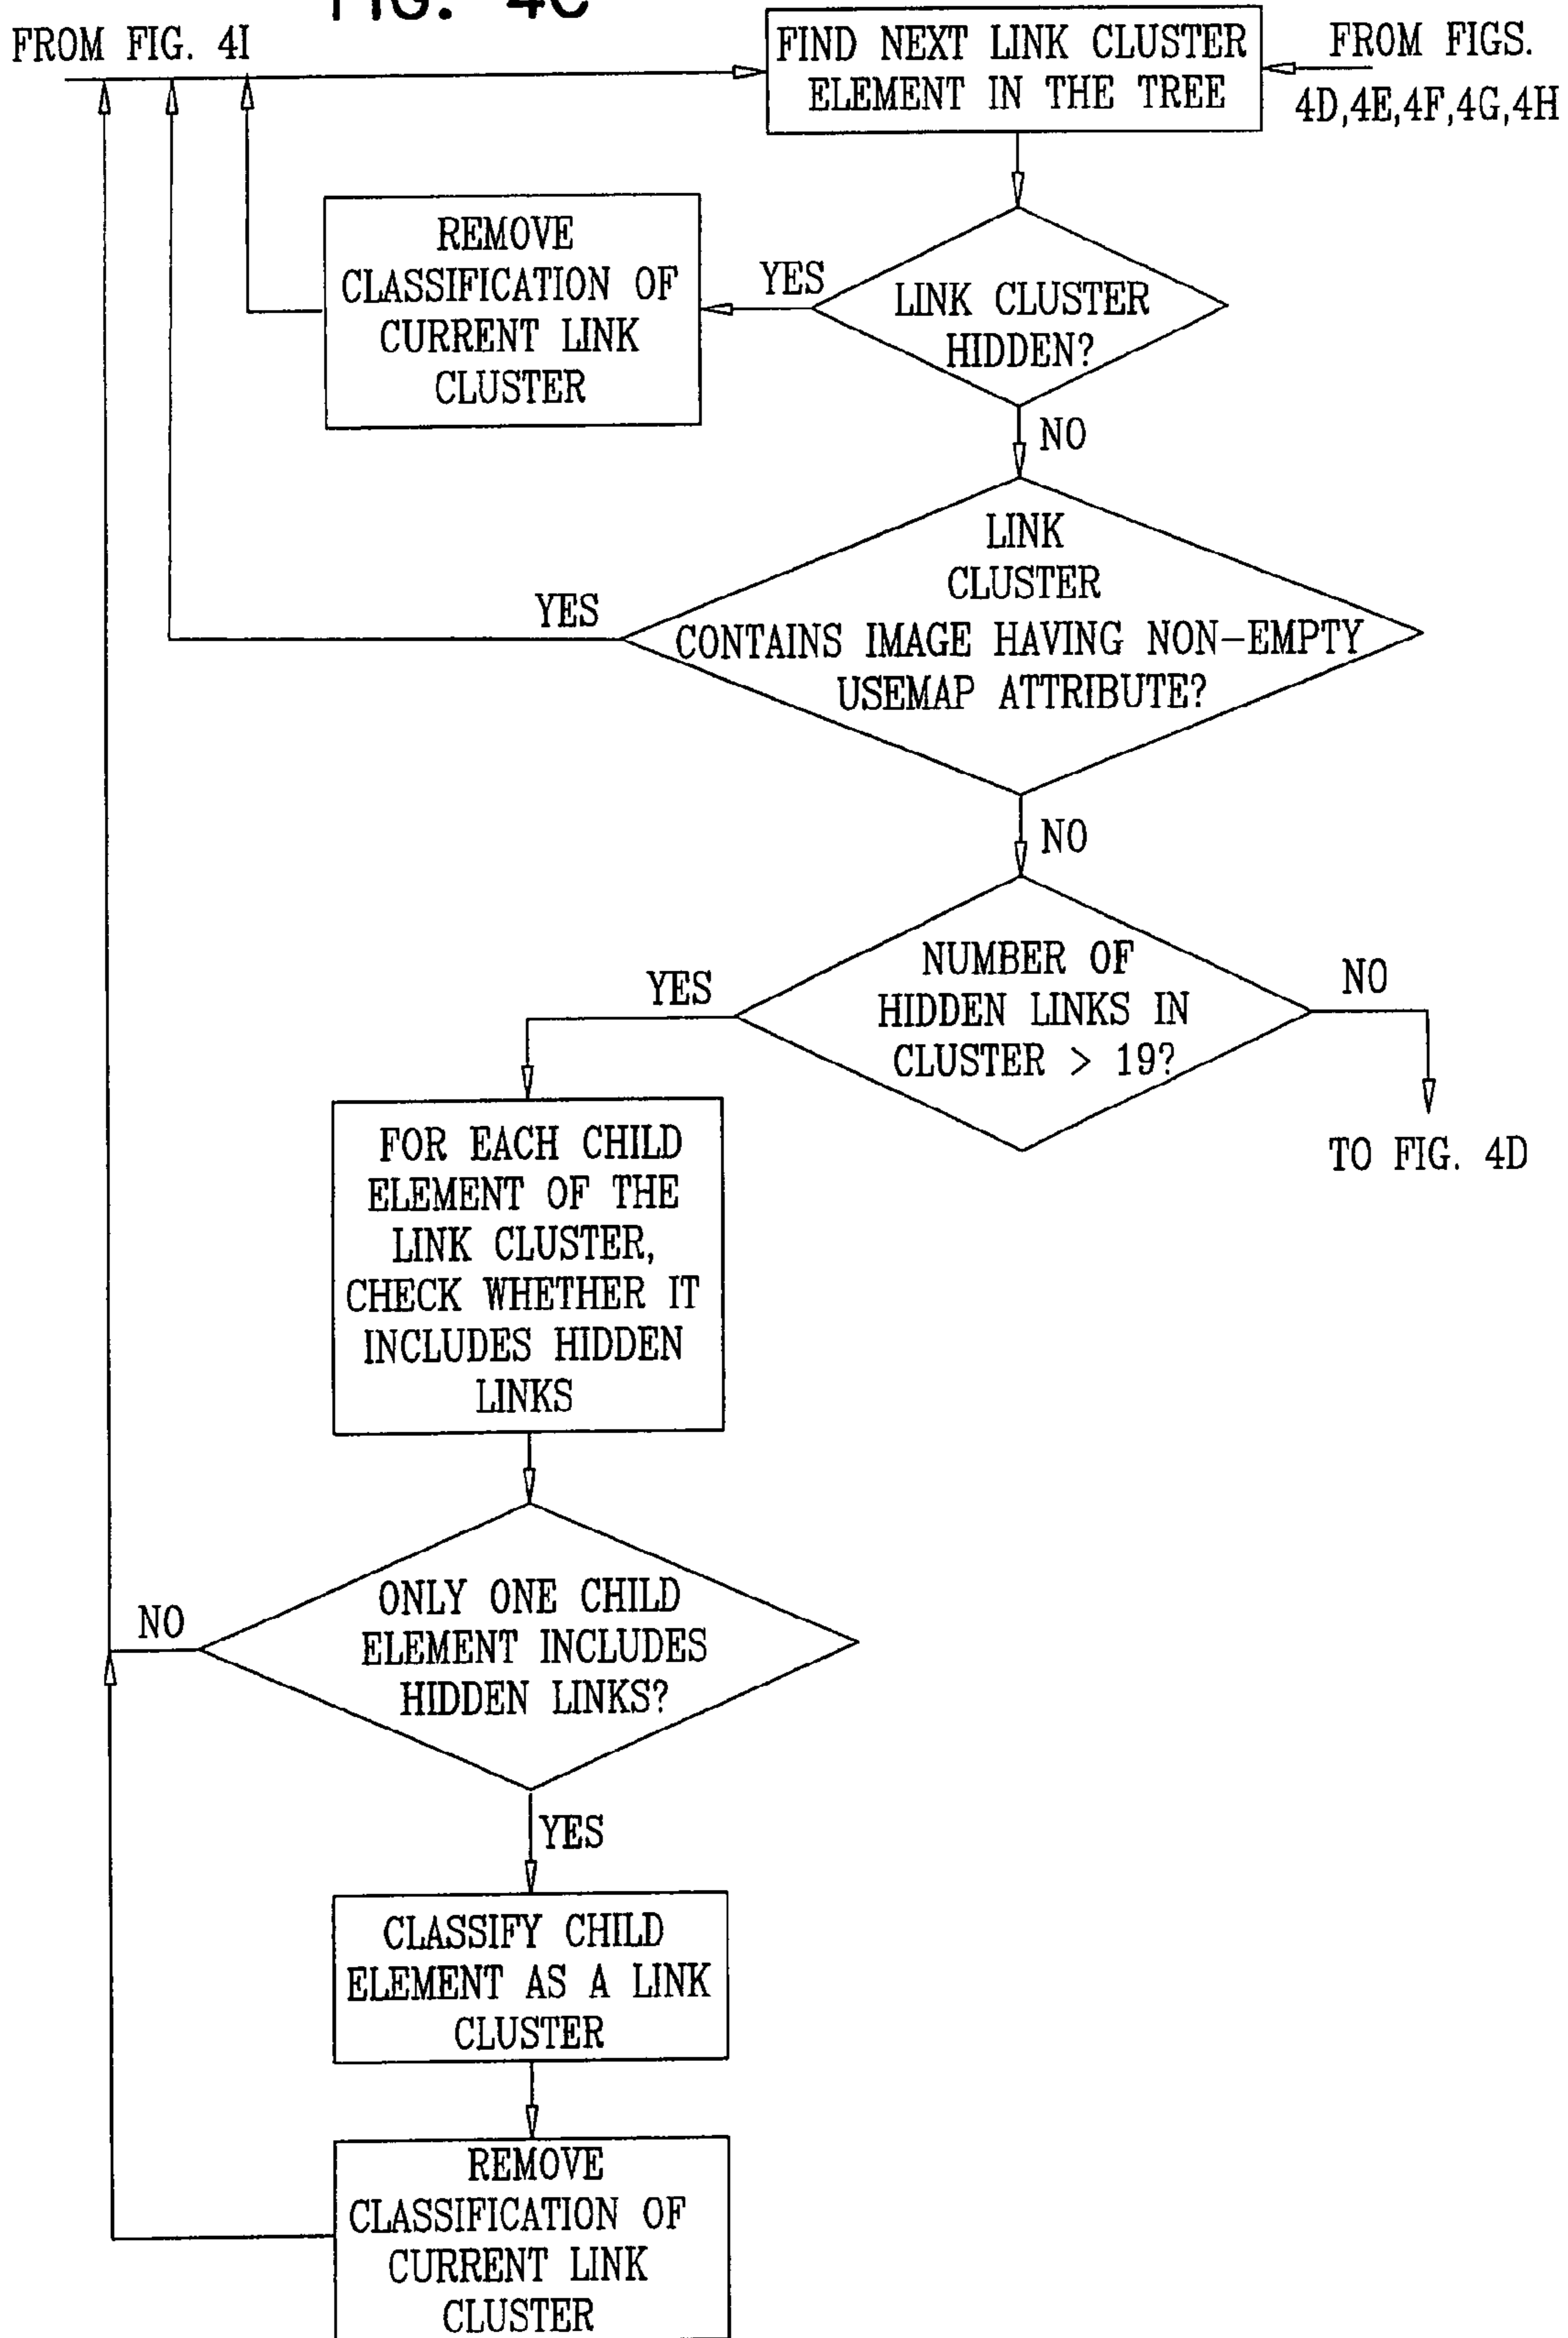 FIG. 4C
FROM FIG. 4I
FIND NEXT LINK CLUSTER
ELEMENT IN THE TREE
FROM FIGS.
4D,4E,4F,4G,4H
REMOVE
CLASSIFICATION OF
CURRENT LINK
CLUSTER
YES
LINK CLUSTER
HIDDEN?
NO
LINK
CLUSTER
CONTAINS IMAGE HAVING NON-EMPTY
USEMAP ATTRIBUTE?
YES
NO
NUMBER OF
HIDDEN LINKS IN
CLUSTER > 19?
YES
NO
TO FIG. 4D
FOR EACH CHILD
ELEMENT OF THE
LINK CLUSTER,
CHECK WHETHER IT
INCLUDES HIDDEN
LINKS
ONLY ONE CHILD
ELEMENT INCLUDES
HIDDEN LINKS?
NO
YES
CLASSIFY CHILD
ELEMENT AS A LINK
CLUSTER
REMOVE
CLASSIFICATION OF
CURRENT LINK
CLUSTER